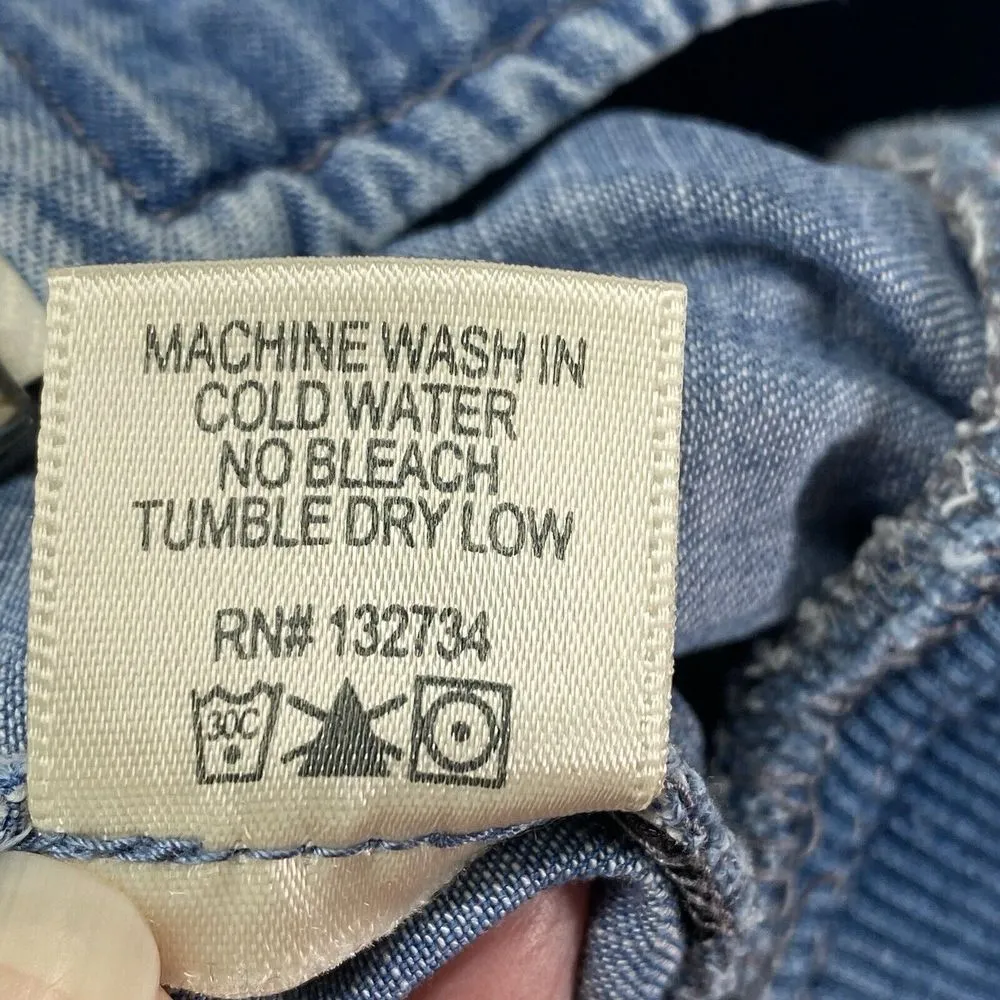 MACHINE WASH IN
COLD WATER
NO BLEACH
TUMBLE DRY LOW
RN# 132734
30C